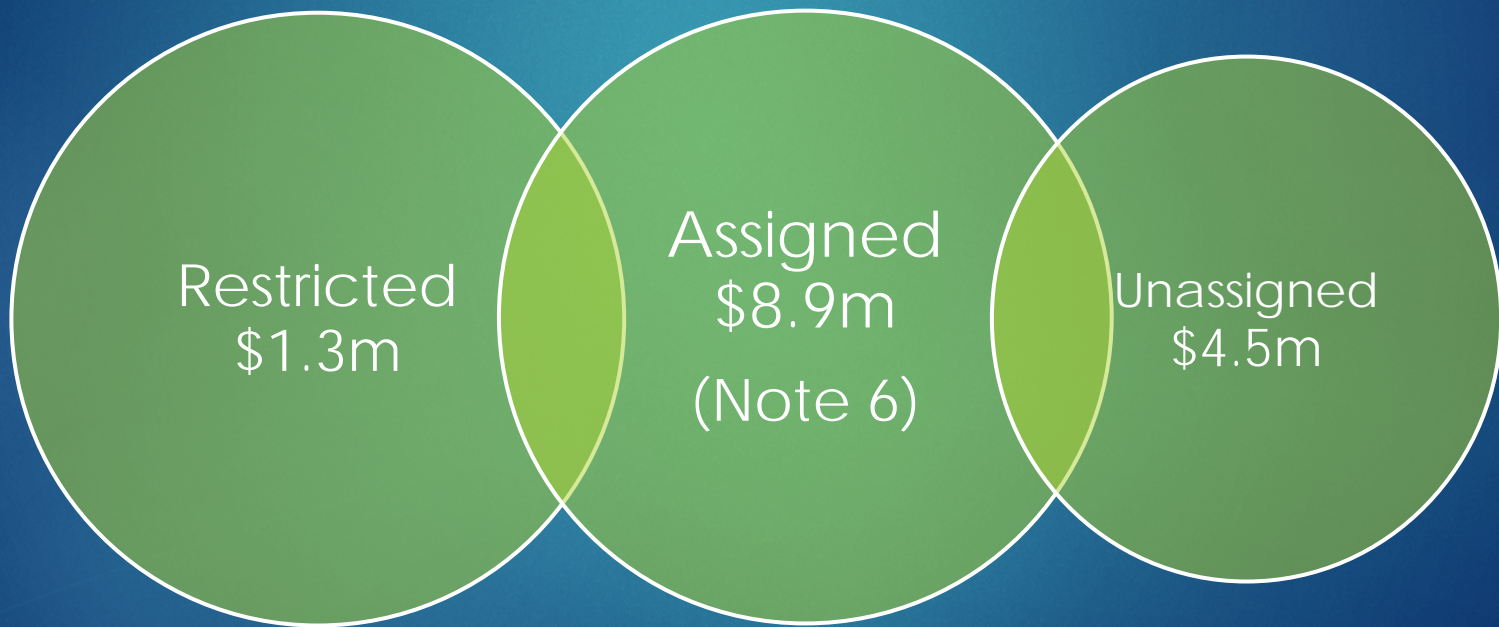 Restricted
$1.3m
Assigned
$8.9m
(Note 6)
Unassigned
$4.5m